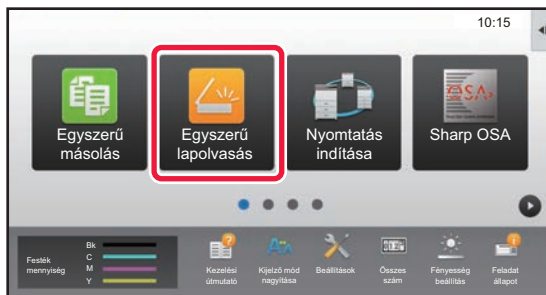 10:15
Egyszerű
másolás
Egyszerű
lapolvasás
Nyomtatás
indítása
OSA
Sharp OSA
Festék
mennyiség
Bk
C
M
Y
Kezelési
útmutató
Kijelző mód
nagyítása
Beállítások
Összes
szám
Fényesség
beállítás
Feladat
állapot